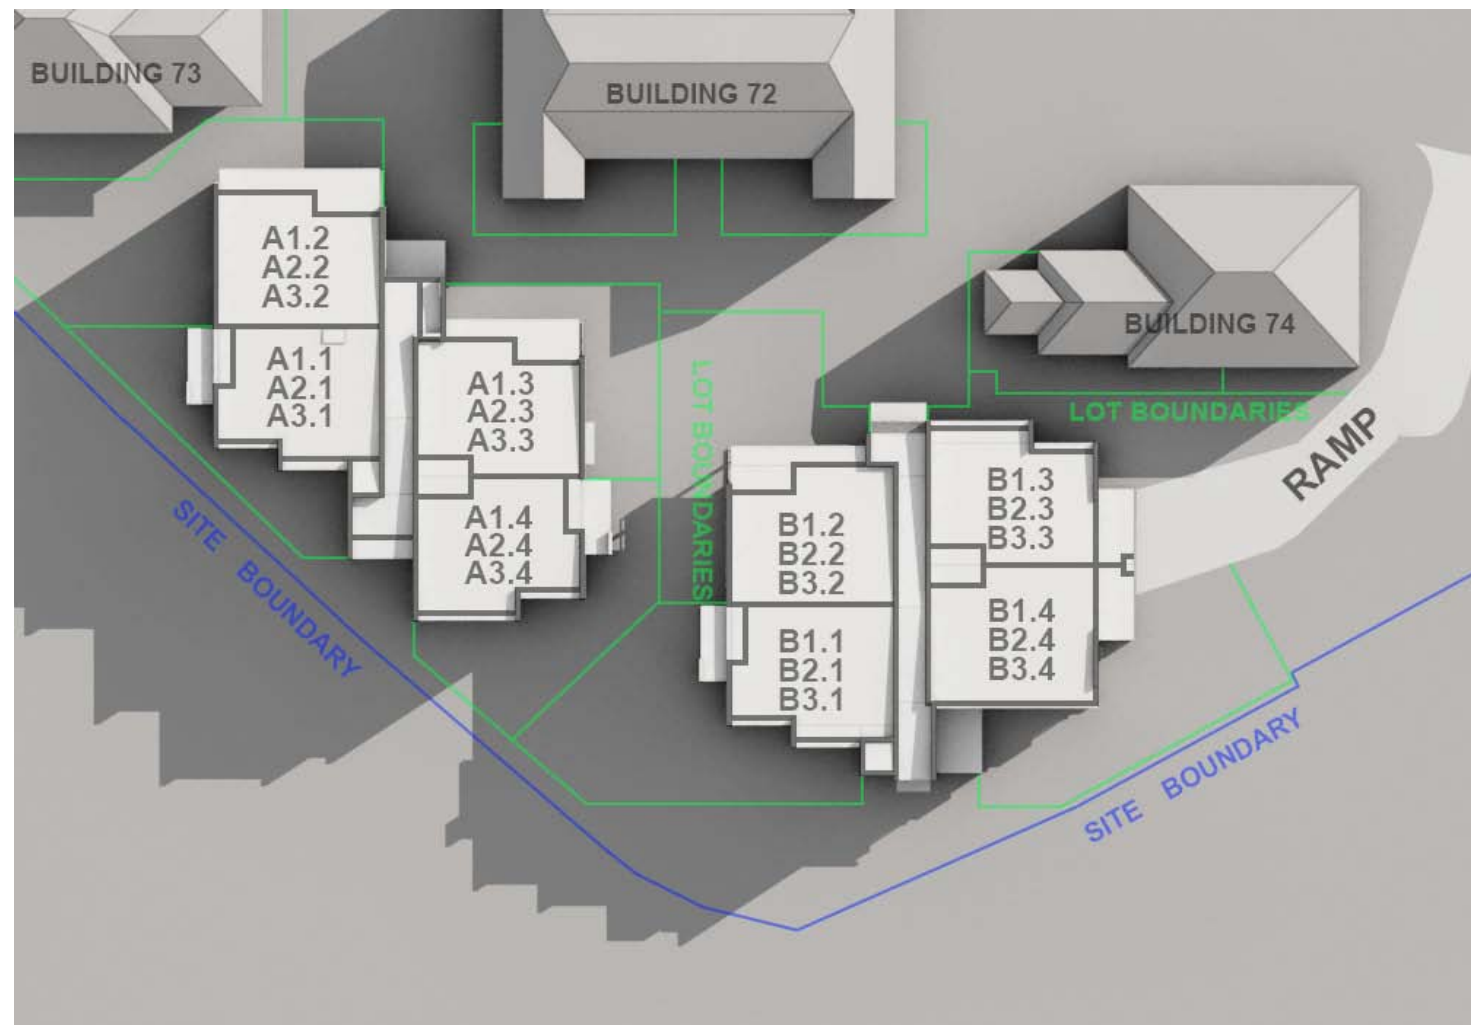 BUILDING 73
BUILDING 72
BUILDING 74
A1.2
A2.2
A3.2
A1.1
A2.1
A3.1
A1.3
A2.3
A3.3
A1.4
A2.4
A3.4
LOT BOUNDARIES
LOT BOUNDARIES
RAMP
B1.2
B2.2
B3.2
B1.3
B2.3
B3.3
B1.1
B2.1
B3.1
B1.4
B2.4
B3.4
SITE BOUNDARY
SITE BOUNDARY